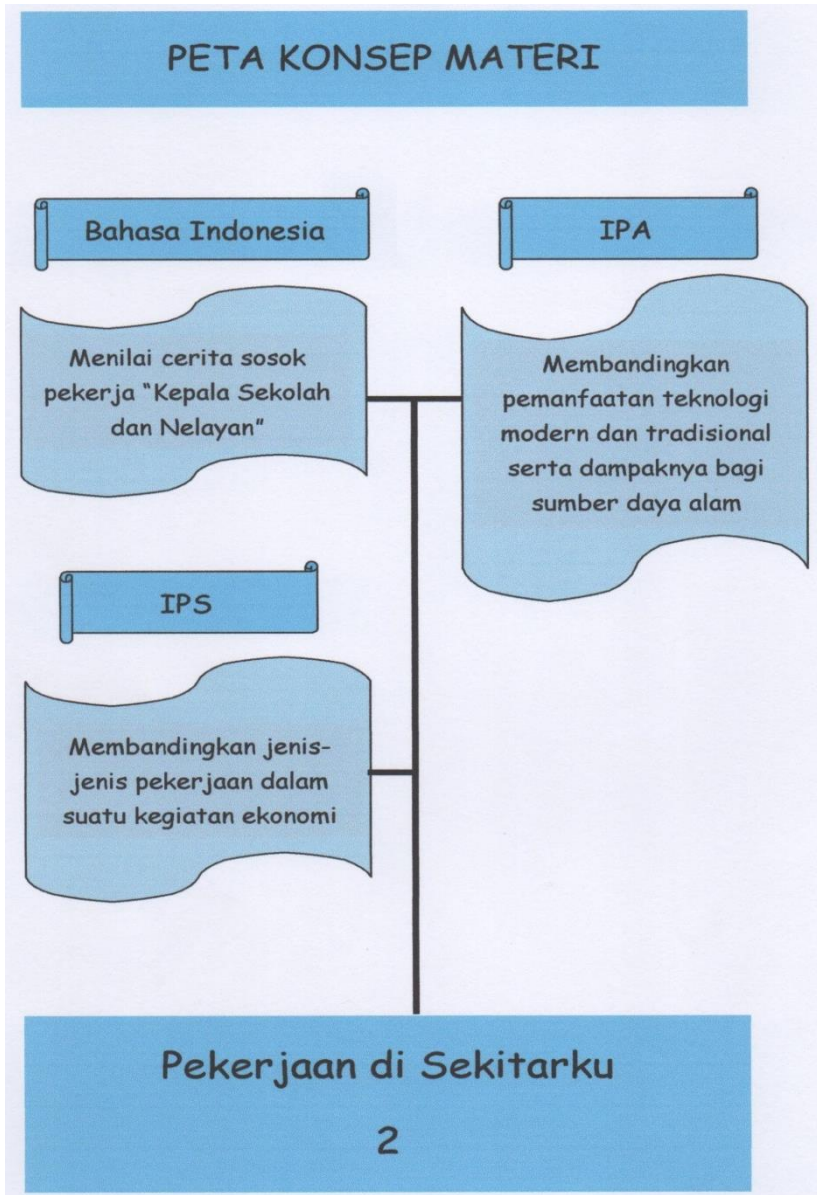 PETA KONSEP MATERI
Bahasa Indonesia
Menilai cerita sosok
pekerja "Kepala Sekolah
dan Nelayan"
IPA
Membandingkan
pemanfaatan teknologi
modern dan tradisional
serta dampaknya bagi
sumber daya alam
IPS
Membandingkan jenis-
jenis pekerjaan dalam
suatu kegiatan ekonomi
Pekerjaan di Sekitarku
2